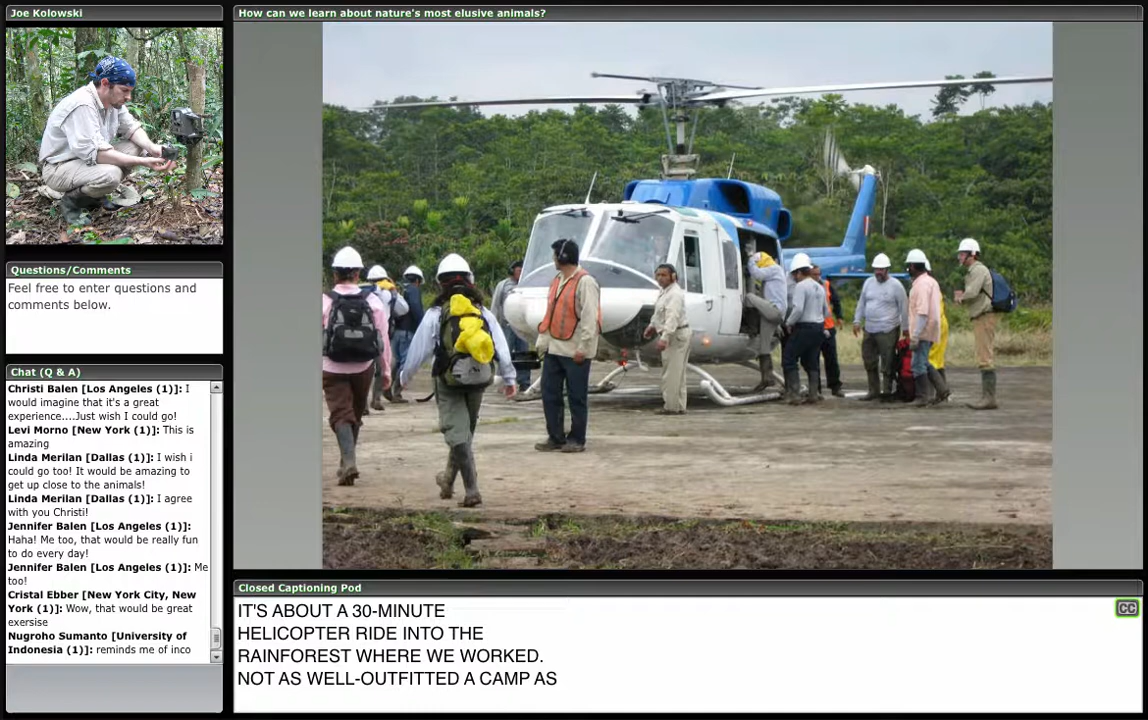 Joe Kolowski
How can we learn about nature's most elusive animals?
Questions/Comments
Feel free to enter questions and
comments below.
Chat (Q & A)
Christi Balen [Los Angeles (1)]: I
would imagine that it's a great
experience....Just wish I could go!
Levi Morno [New York (1)]: This is
amazing
Linda Merilan [Dallas (1)]: I wish i
could go too! It would be amazing to
get up close to the animals!
Linda Merilan [Dallas (1)]: I agree
with you Christi!
Jennifer Balen [Los Angeles (1)]:
Haha! Me too, that would be really fun
to do every day!
Jennifer Balen [Los Angeles (1)]: Me
too!
Cristal Ebber [New York City, New
York (1)]: Wow, that would be great
exersise
Nugroho Sumanto [University of
Indonesia (1)]: reminds me of inco
Closed Captioning Pod
IT'S ABOUT A 30-MINUTE
HELICOPTER RIDE INTO THE
RAINFOREST WHERE WE WORKED.
NOT AS WELL-OUTFITTED A CAMP AS
CC